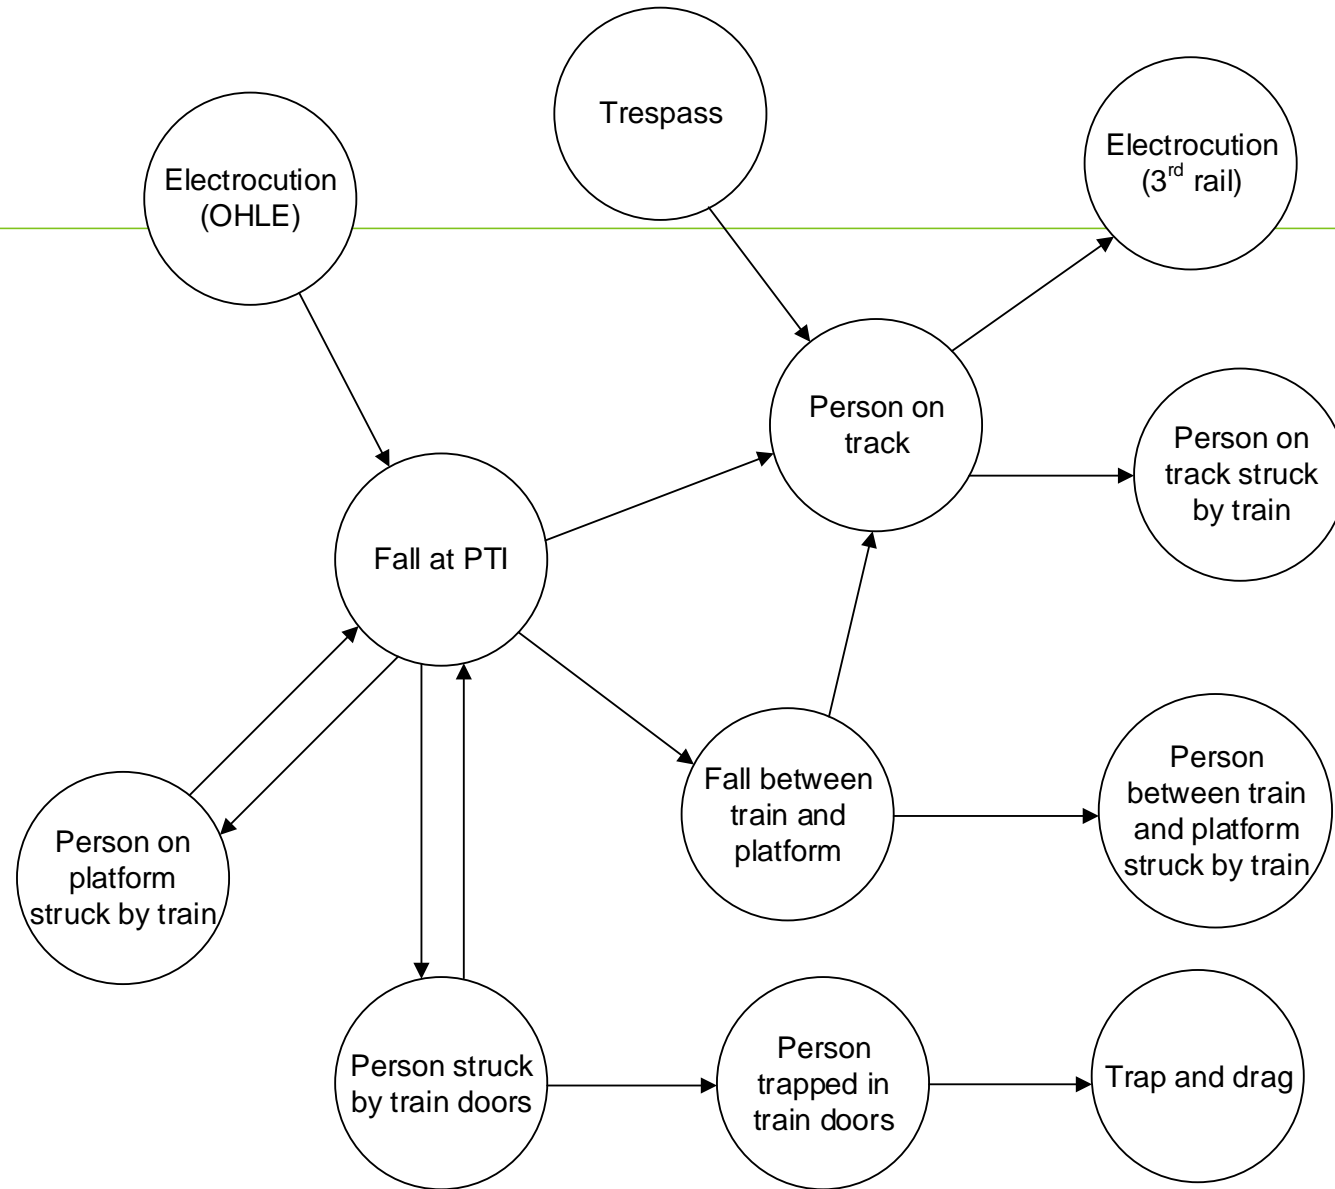 Trespass
Electrocution
(3rd rail)
Electrocution
(OHLE)
Person on
track
Person on
track struck
by train
Fall at PTI
Fall between
train and
platform
Person
between train
and platform
struck by train
Person on
platform
struck by train
Person struck
by train doors
Person
trapped in
train doors
Trap and drag